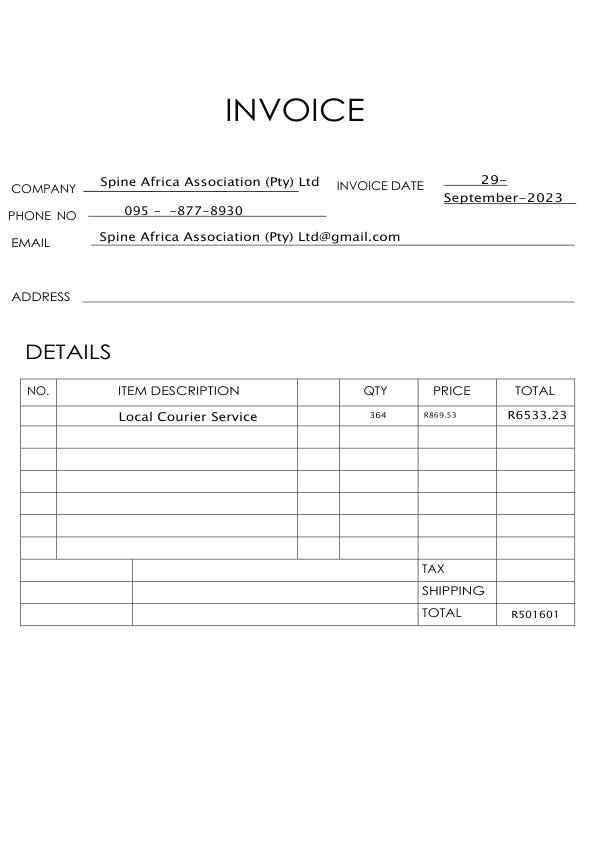 INVOICE
COMPANY Spine Africa Association (Pty) Ltd INVOICE DATE 29-
September-2023
PHONE NO 095 - -877-8930
EMAIL Spine Africa Association (Pty) Ltd@gmail.com
ADDRESS
DETAILS
NO. ITEM DESCRIPTION QTY PRICE TOTAL
Local Courier Service 364 R869.53 R6533.23
TAX
SHIPPING
TOTAL R501601